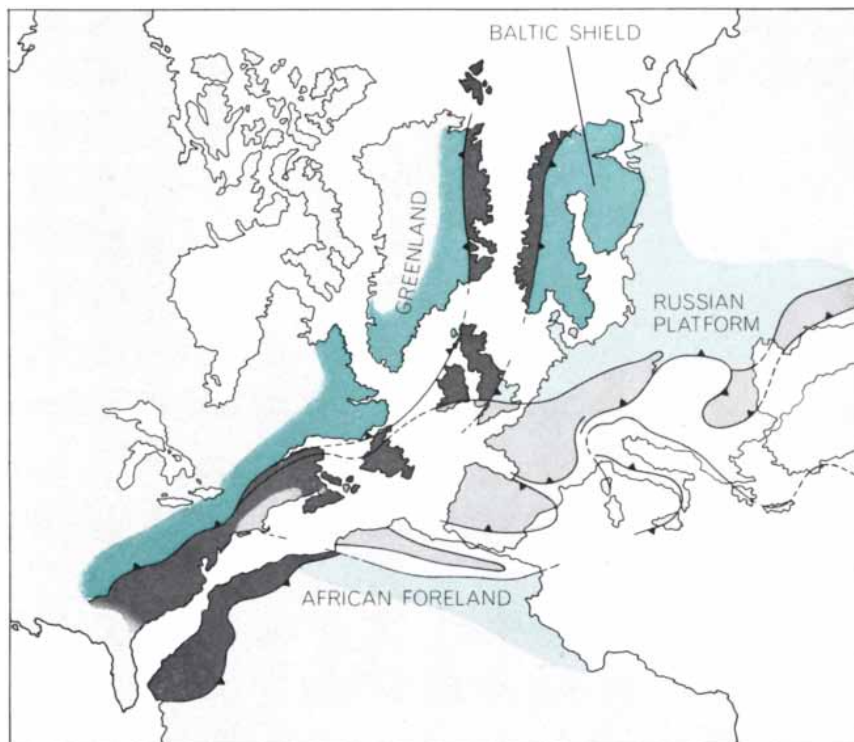 BALTIC SHIELD
GREENLAND
RUSSIAN
PLATFORM
AFRICAN FORELAND